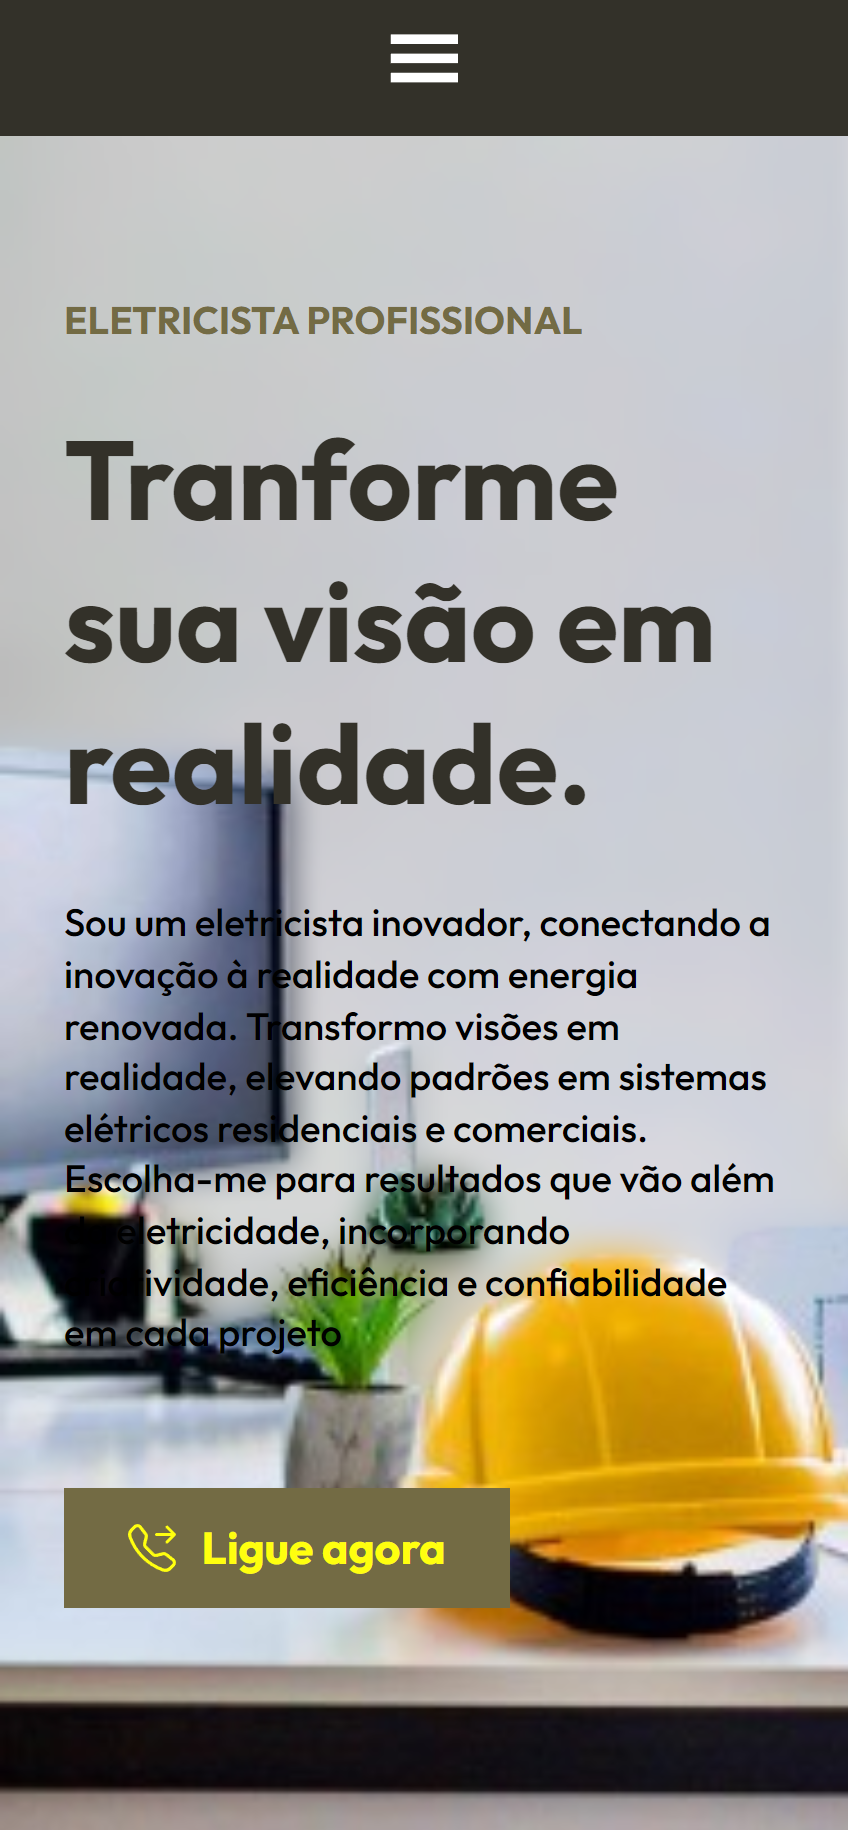 ELETRICISTA PROFISSIONAL
Tranforme
sua visão em
realidade.
Sou um eletricista inovador, conectando a
inovação à realidade com energia
renovada. Transformo visões em
realidade, elevando padrões em sistemas
elétricos residenciais e comerciais.
Escolha-me para resultados que vão além
eletricidade, incorporando
eficiência e confiabilidade
em cada projeto
Ligue agora